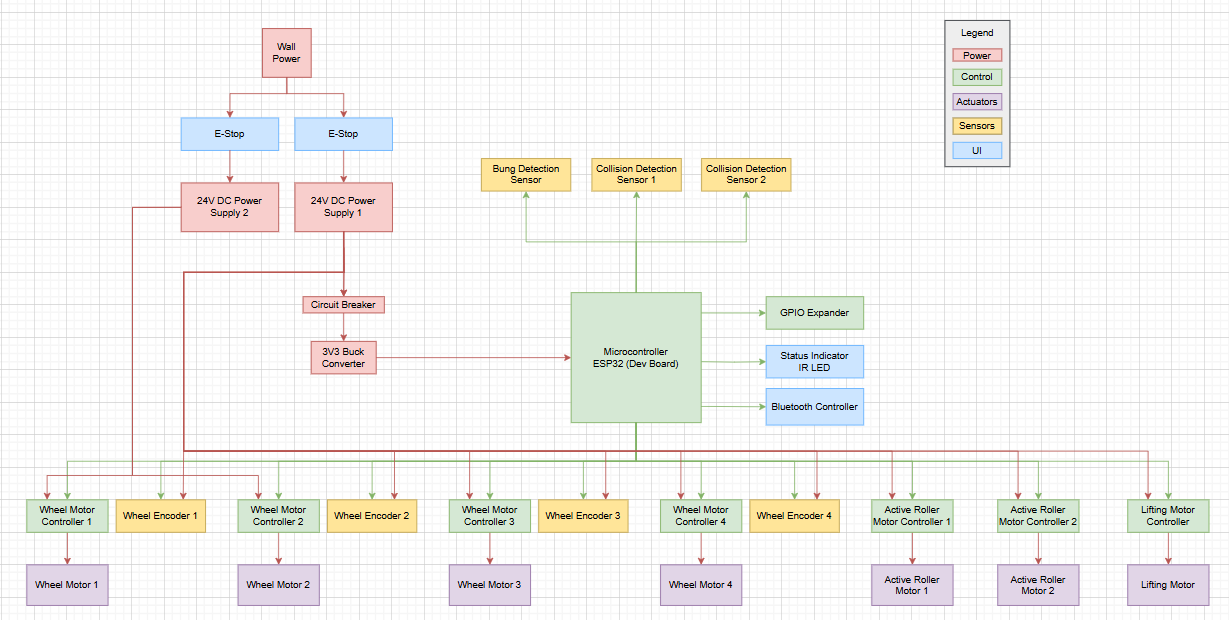 Legend
Power
Control
Actuators
Sensors
UI
Wall
Power
E-Stop
E-Stop
24V DC Power
Supply 2
24V DC Power
Supply 1
Bung Detection
Sensor
Collision Detection
Sensor 1
Collision Detection
Sensor 2
Circuit Breaker
3V3 Buck
Converter
Microcontroller
ESP32 (Dev Board)
GPIO Expander
Status Indicator
IR LED
Bluetooth Controller
Wheel Motor
Controller 1
Wheel Encoder 1
Wheel Motor
Controller 2
Wheel Encoder 2
Wheel Motor
Controller 3
Wheel Encoder 3
Wheel Motor
Controller 4
Wheel Encoder 4
Active Roller
Motor Controller 1
Active Roller
Motor Controller 2
Lifting Motor
Controller
Wheel Motor 1
Wheel Motor 2
Wheel Motor 3
Wheel Motor 4
Active Roller
Motor 1
Active Roller
Motor 2
Lifting Motor